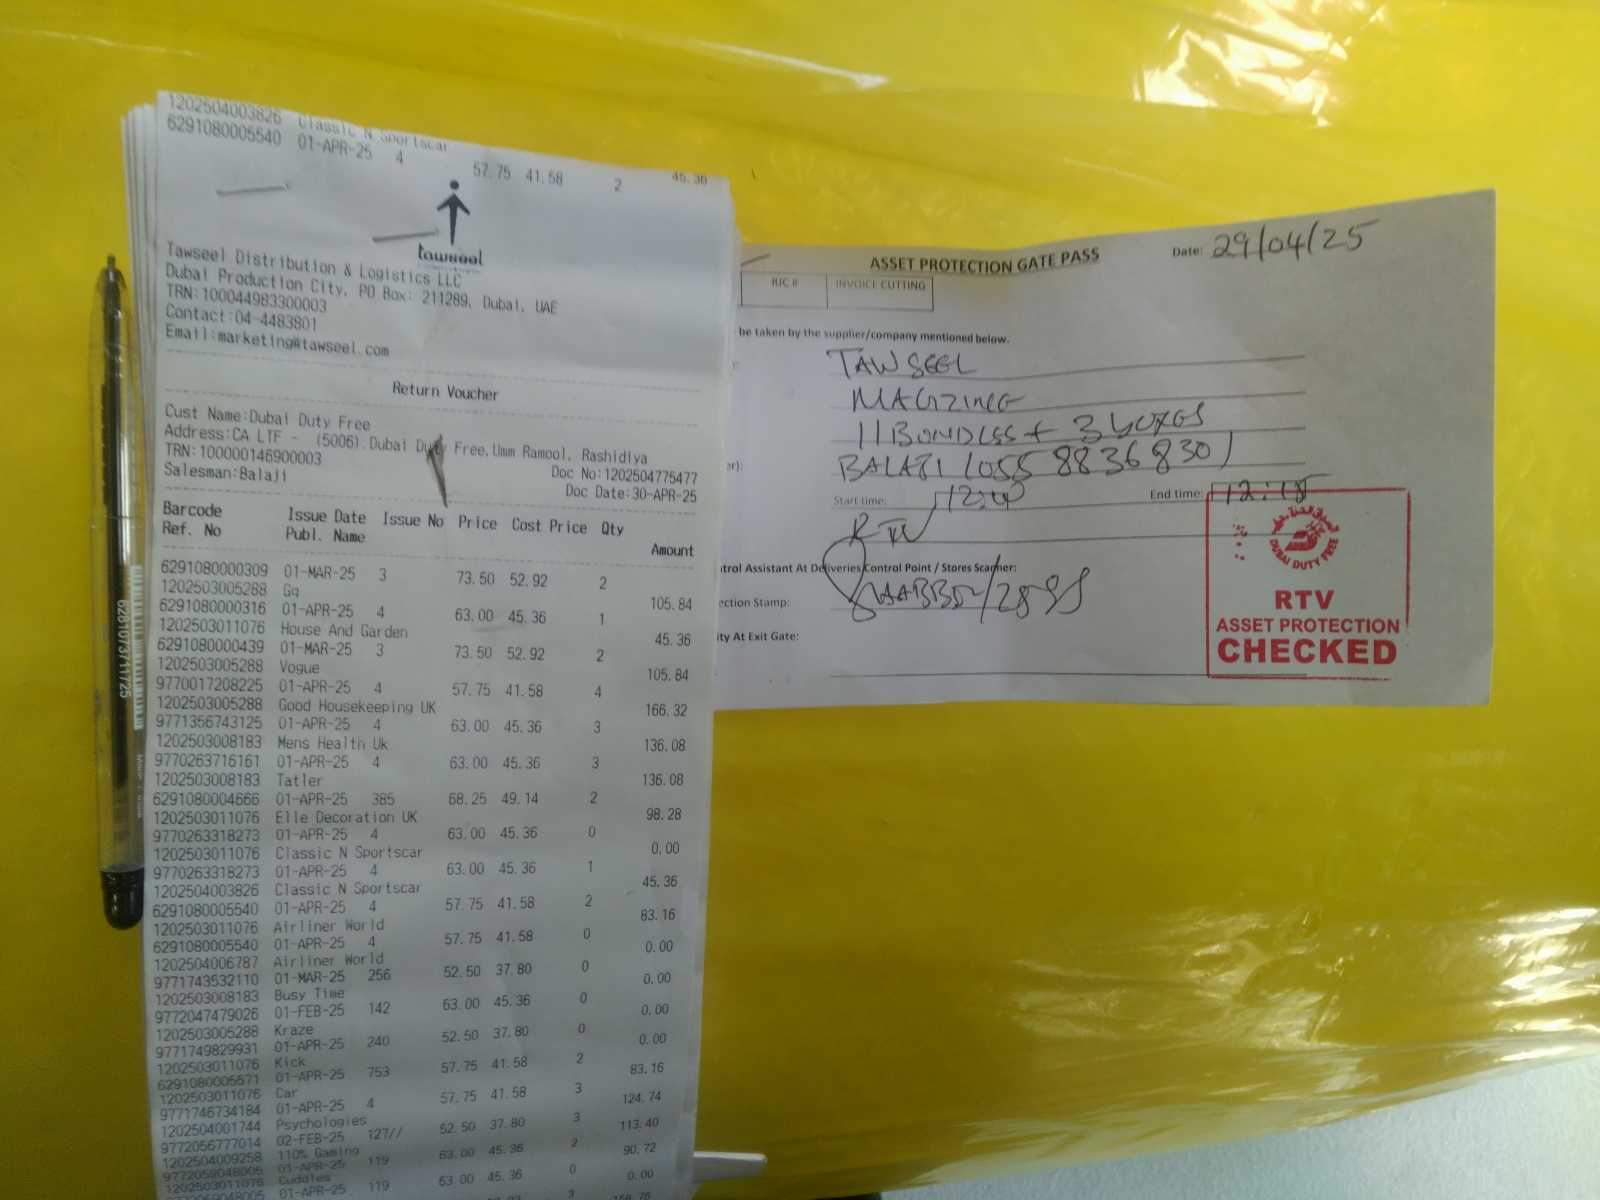 1202504003826 Classic N Sportscar
6291080005540 01-APR-25 4 57.75 41.58 2 45.36
tawseel
Tawseel Distribution & Logistics LLC
Dubai Production City, PO Box: 211289, Dubai, UAE
TRN:100044983300003
Contact:04-4483801
Email:marketing@tawseel.com
Return Voucher
Cust Name:Dubai Duty Free
Address:CA LTF - (5006),Dubai Duty Free,Umm Ramool, Rashidiya
TRN:100000146900003
Doc No:1202504775477
Salesman:Balaji
Doc Date:30-APR-25
Barcode Issue Date Issue No Price Cost Price Qty
Ref. No Publ. Name Amount
6291080000309 01-MAR-25 3 73.50 52.92 2
1202503005288 Gq 105.84
6291080000316 01-APR-25 4 63.00 45.36 1
1202503011076 House And Garden 45.36
6291080000439 01-MAR-25 3 73.50 52.92 2
1202503005288 Vogue 105.84
9770017208225 01-APR-25 4 57.75 41.58 4
1202503005288 Good Housekeeping UK 166.32
9771356743125 01-APR-25 4 63.00 45.36 3
1202503008183 Mens Health Uk 136.08
9770263716161 01-APR-25 4 63.00 45.36 3
1202503008183 Tatler 136.08
6291080004666 01-APR-25 385 68.25 49.14 2
1202503011076 Elle Decoration UK 98.28
9770263318273 01-APR-25 4 63.00 45.36 0
1202503011076 Classic N Sportscar 0.00
9770263318273 01-APR-25 4 63.00 45.36 1
1202504003826 Classic N Sportscar 45.36
6291080005540 01-APR-25 4 57.75 41.58 2
1202503011076 Airliner World 83.16
6291080005540 01-APR-25 4 57.75 41.58 0
1202504006787 Airliner World 0.00
9771743532110 01-MAR-25 256 52.50 37.80 0
1202503008183 Busy Time 0.00
9772047479026 01-FEB-25 142 63.00 45.36 0
1202503005288 Kraze 0.00
9771749829931 01-APR-25 240 52.50 37.80 0
1202503011076 Kick 0.00
6291080005571 01-APR-25 753 57.75 41.58 2
1202503011076 Car 83.16
9771746734184 01-APR-25 4 57.75 41.58 3
1202504001744 Psychologies 124.74
9772056777014 02-FEB-25 127// 52.50 37.80 3
1202504009258 110% Gaming 113.40
9772059048005 01-APR-25 119 63.00 45.36 2
1202503011076 Cuddles 90.72
01-APR-25 119 63.00 45.36 0
0.00
3
ASSET PROTECTION GATE PASS
Date: 29/04/25
RIC # INVOICE CUTTING
be taken by the supplier/company mentioned below.
TAWSEEL
MAGZINE
11 BONDLES + 3 BOXES
BALAJI (055 8836830)
Start time: End time: 12:15
RTV
trol Assistant At Deliveries Control Point / Stores Scanner:
ection Stamp:
ity At Exit Gate:
DUBAI DUTY FREE
RTV
ASSET PROTECTION
CHECKED
6281073711725